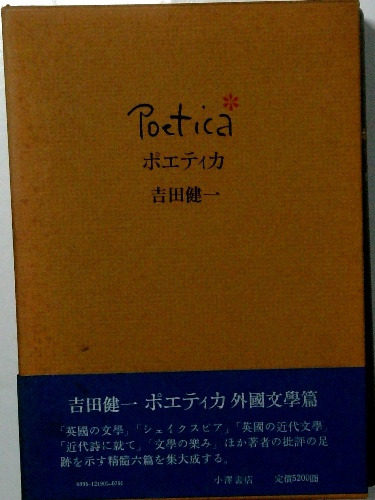 Poetica*
ポエティカ
吉田健一
吉田健一 ポエティカ 外國文學篇
「英國の文學」「シェイクスピア」「英國の近代文學」
「近代詩に就て」「文學の樂み」ほか著者の批評の足
跡を示す精髓六篇を集大成する。
小澤書店 定價5200圓